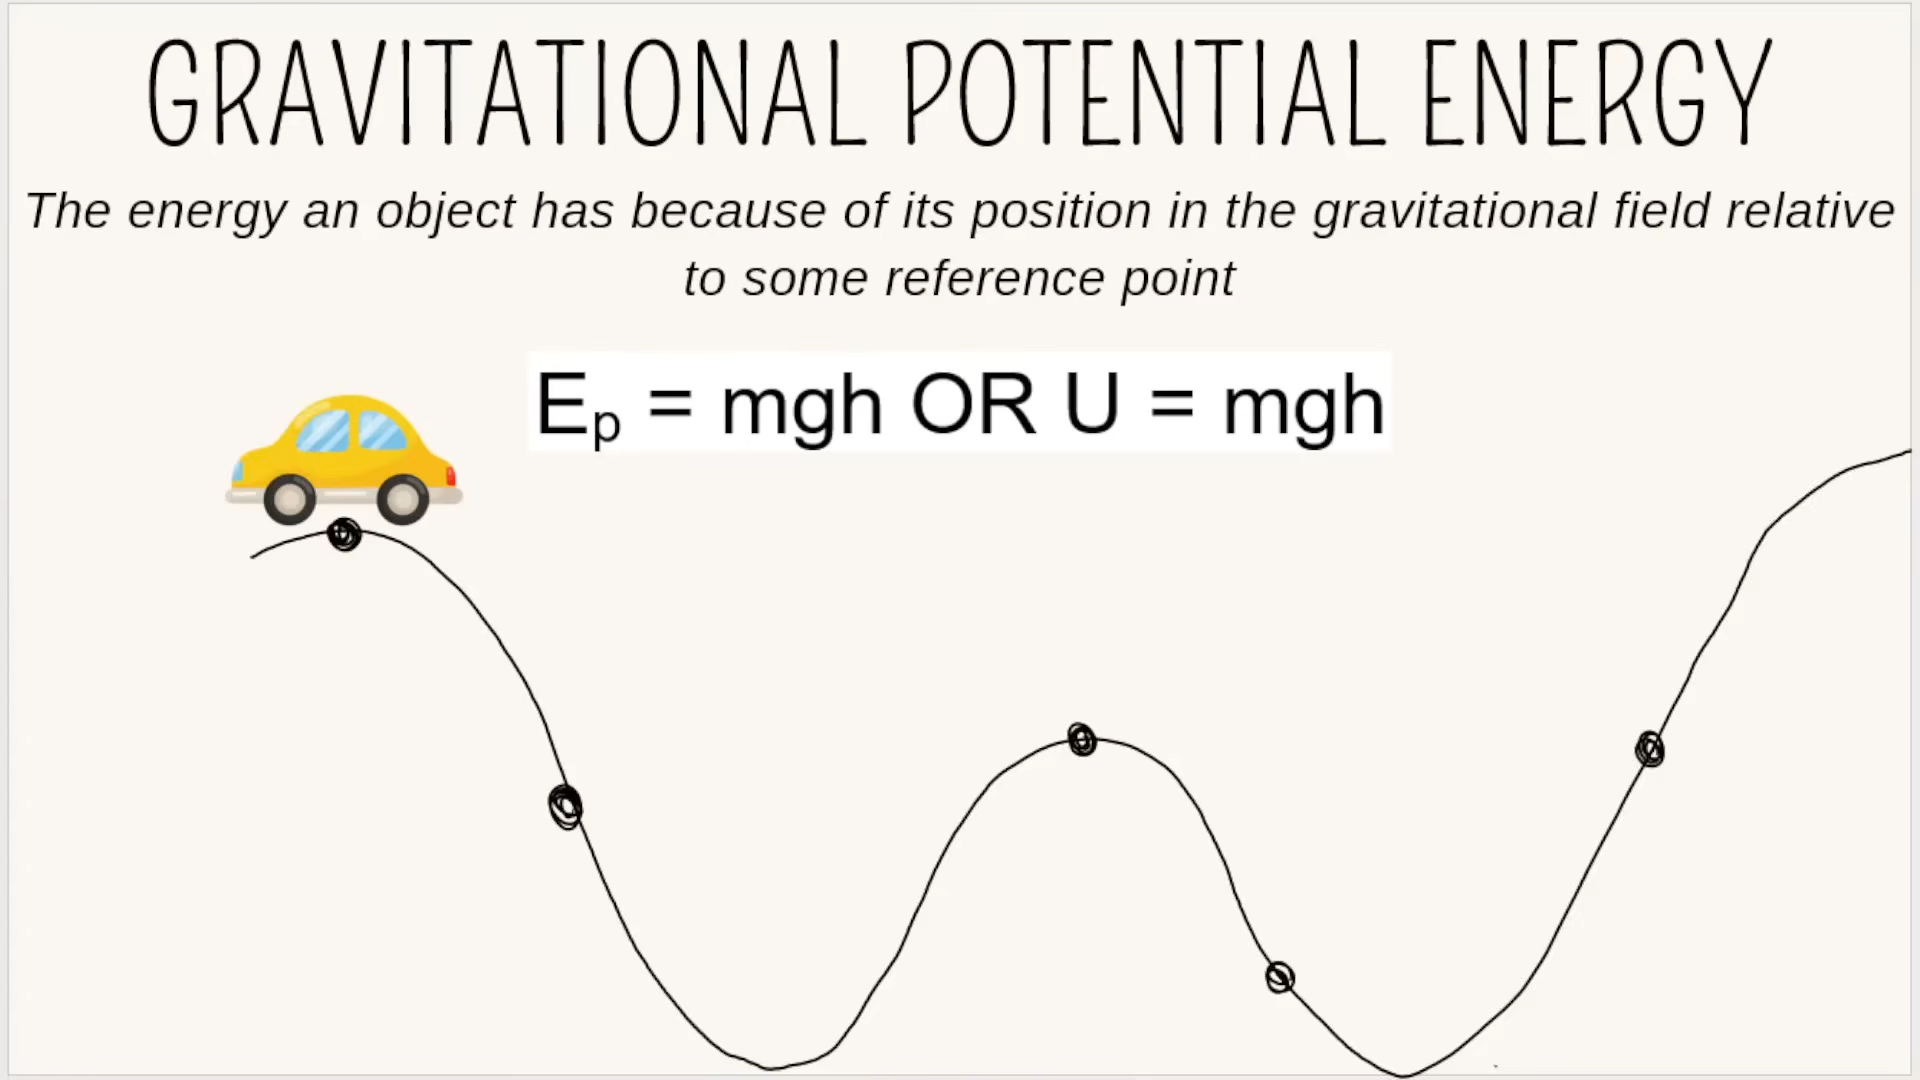 GRAVITATIONAL POTENTIAL ENERGY
The energy an object has because of its position in the gravitational field relative
to some reference point
Eₚ = mgh OR U = mgh